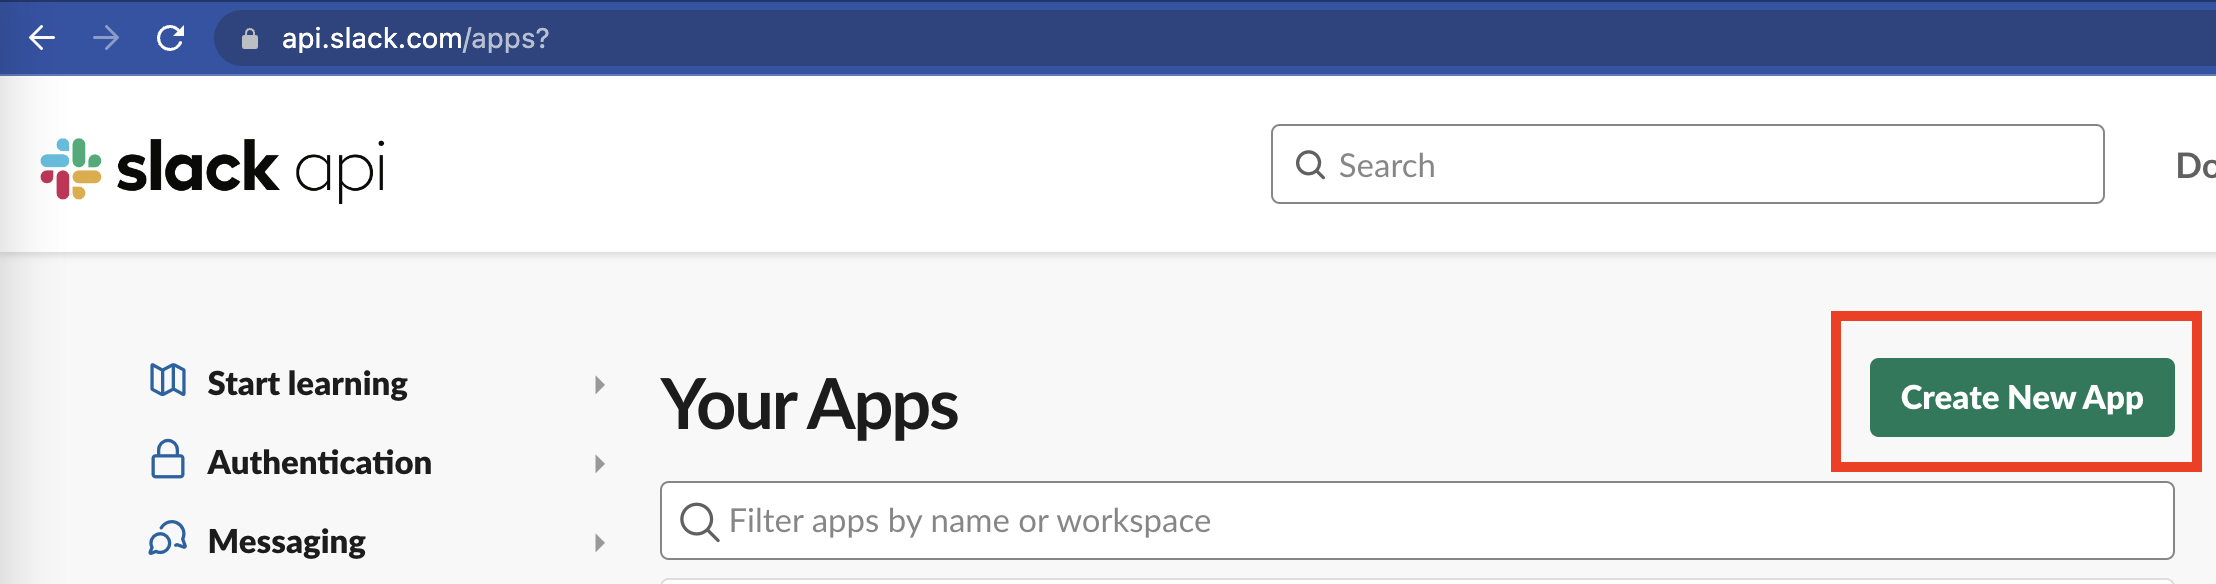 api.slack.com/apps?
slack api
Search
Do
Start learning
Authentication
Messaging
Your Apps
Create New App
Filter apps by name or workspace